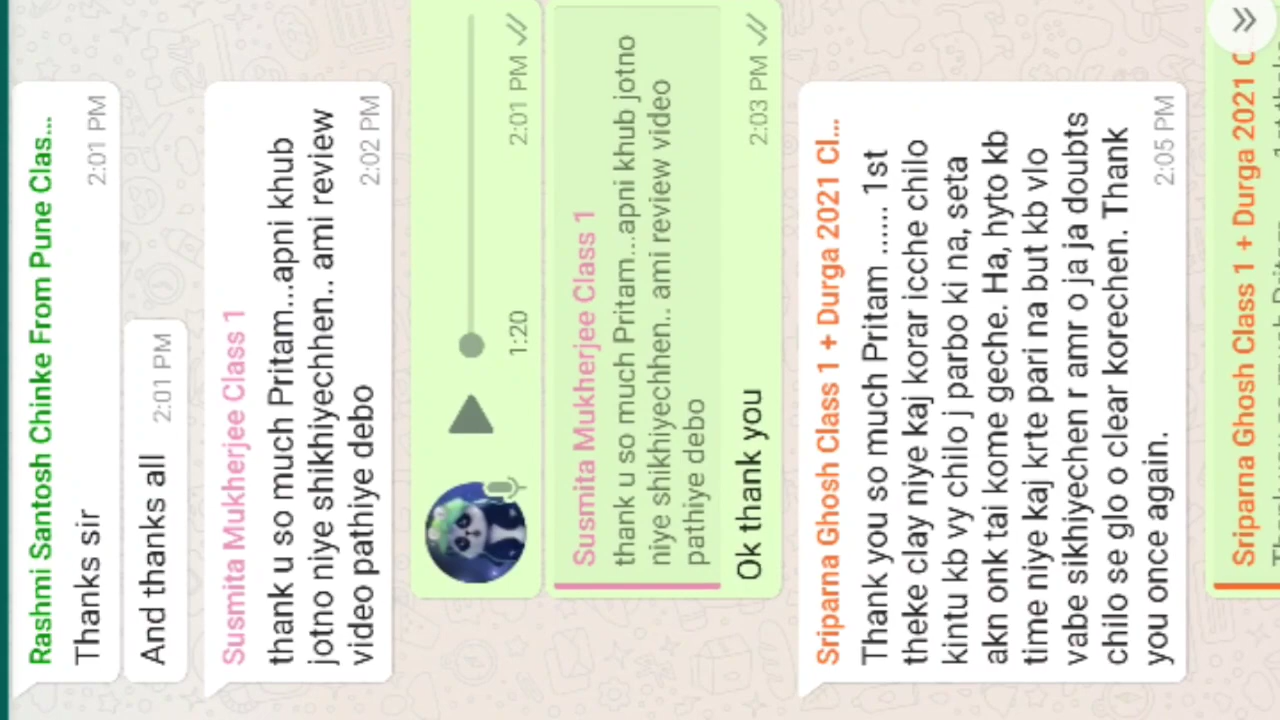 Rashmi Santosh Chinke From Pune Clas...
Thanks sir
2:01 PM
And thanks all
2:01 PM
Susmita Mukherjee Class 1
thank u so much Pritam...apni khub
jotno niye shikhiyechhen.. ami review
video pathiye debo
2:02 PM
1:20
2:01 PM
Susmita Mukherjee Class 1
thank u so much Pritam...apni khub jotno
niye shikhiyechhen.. ami review video
pathiye debo
Ok thank you
2:03 PM
Sriparna Ghosh Class 1 + Durga 2021 Cl...
Thank you so much Pritam ...... 1st
theke clay niye kaj korar icche chilo
kintu kb vy chilo j parbo ki na, seta
akn onk tai kome geche. Ha, hyto kb
time niye kaj krte pari na but kb vlo
vabe sikhiyechen r amr o ja ja doubts
chilo se glo o clear korechen. Thank
you once again.
2:05 PM
Sriparna Ghosh Class 1 + Durga 2021 C